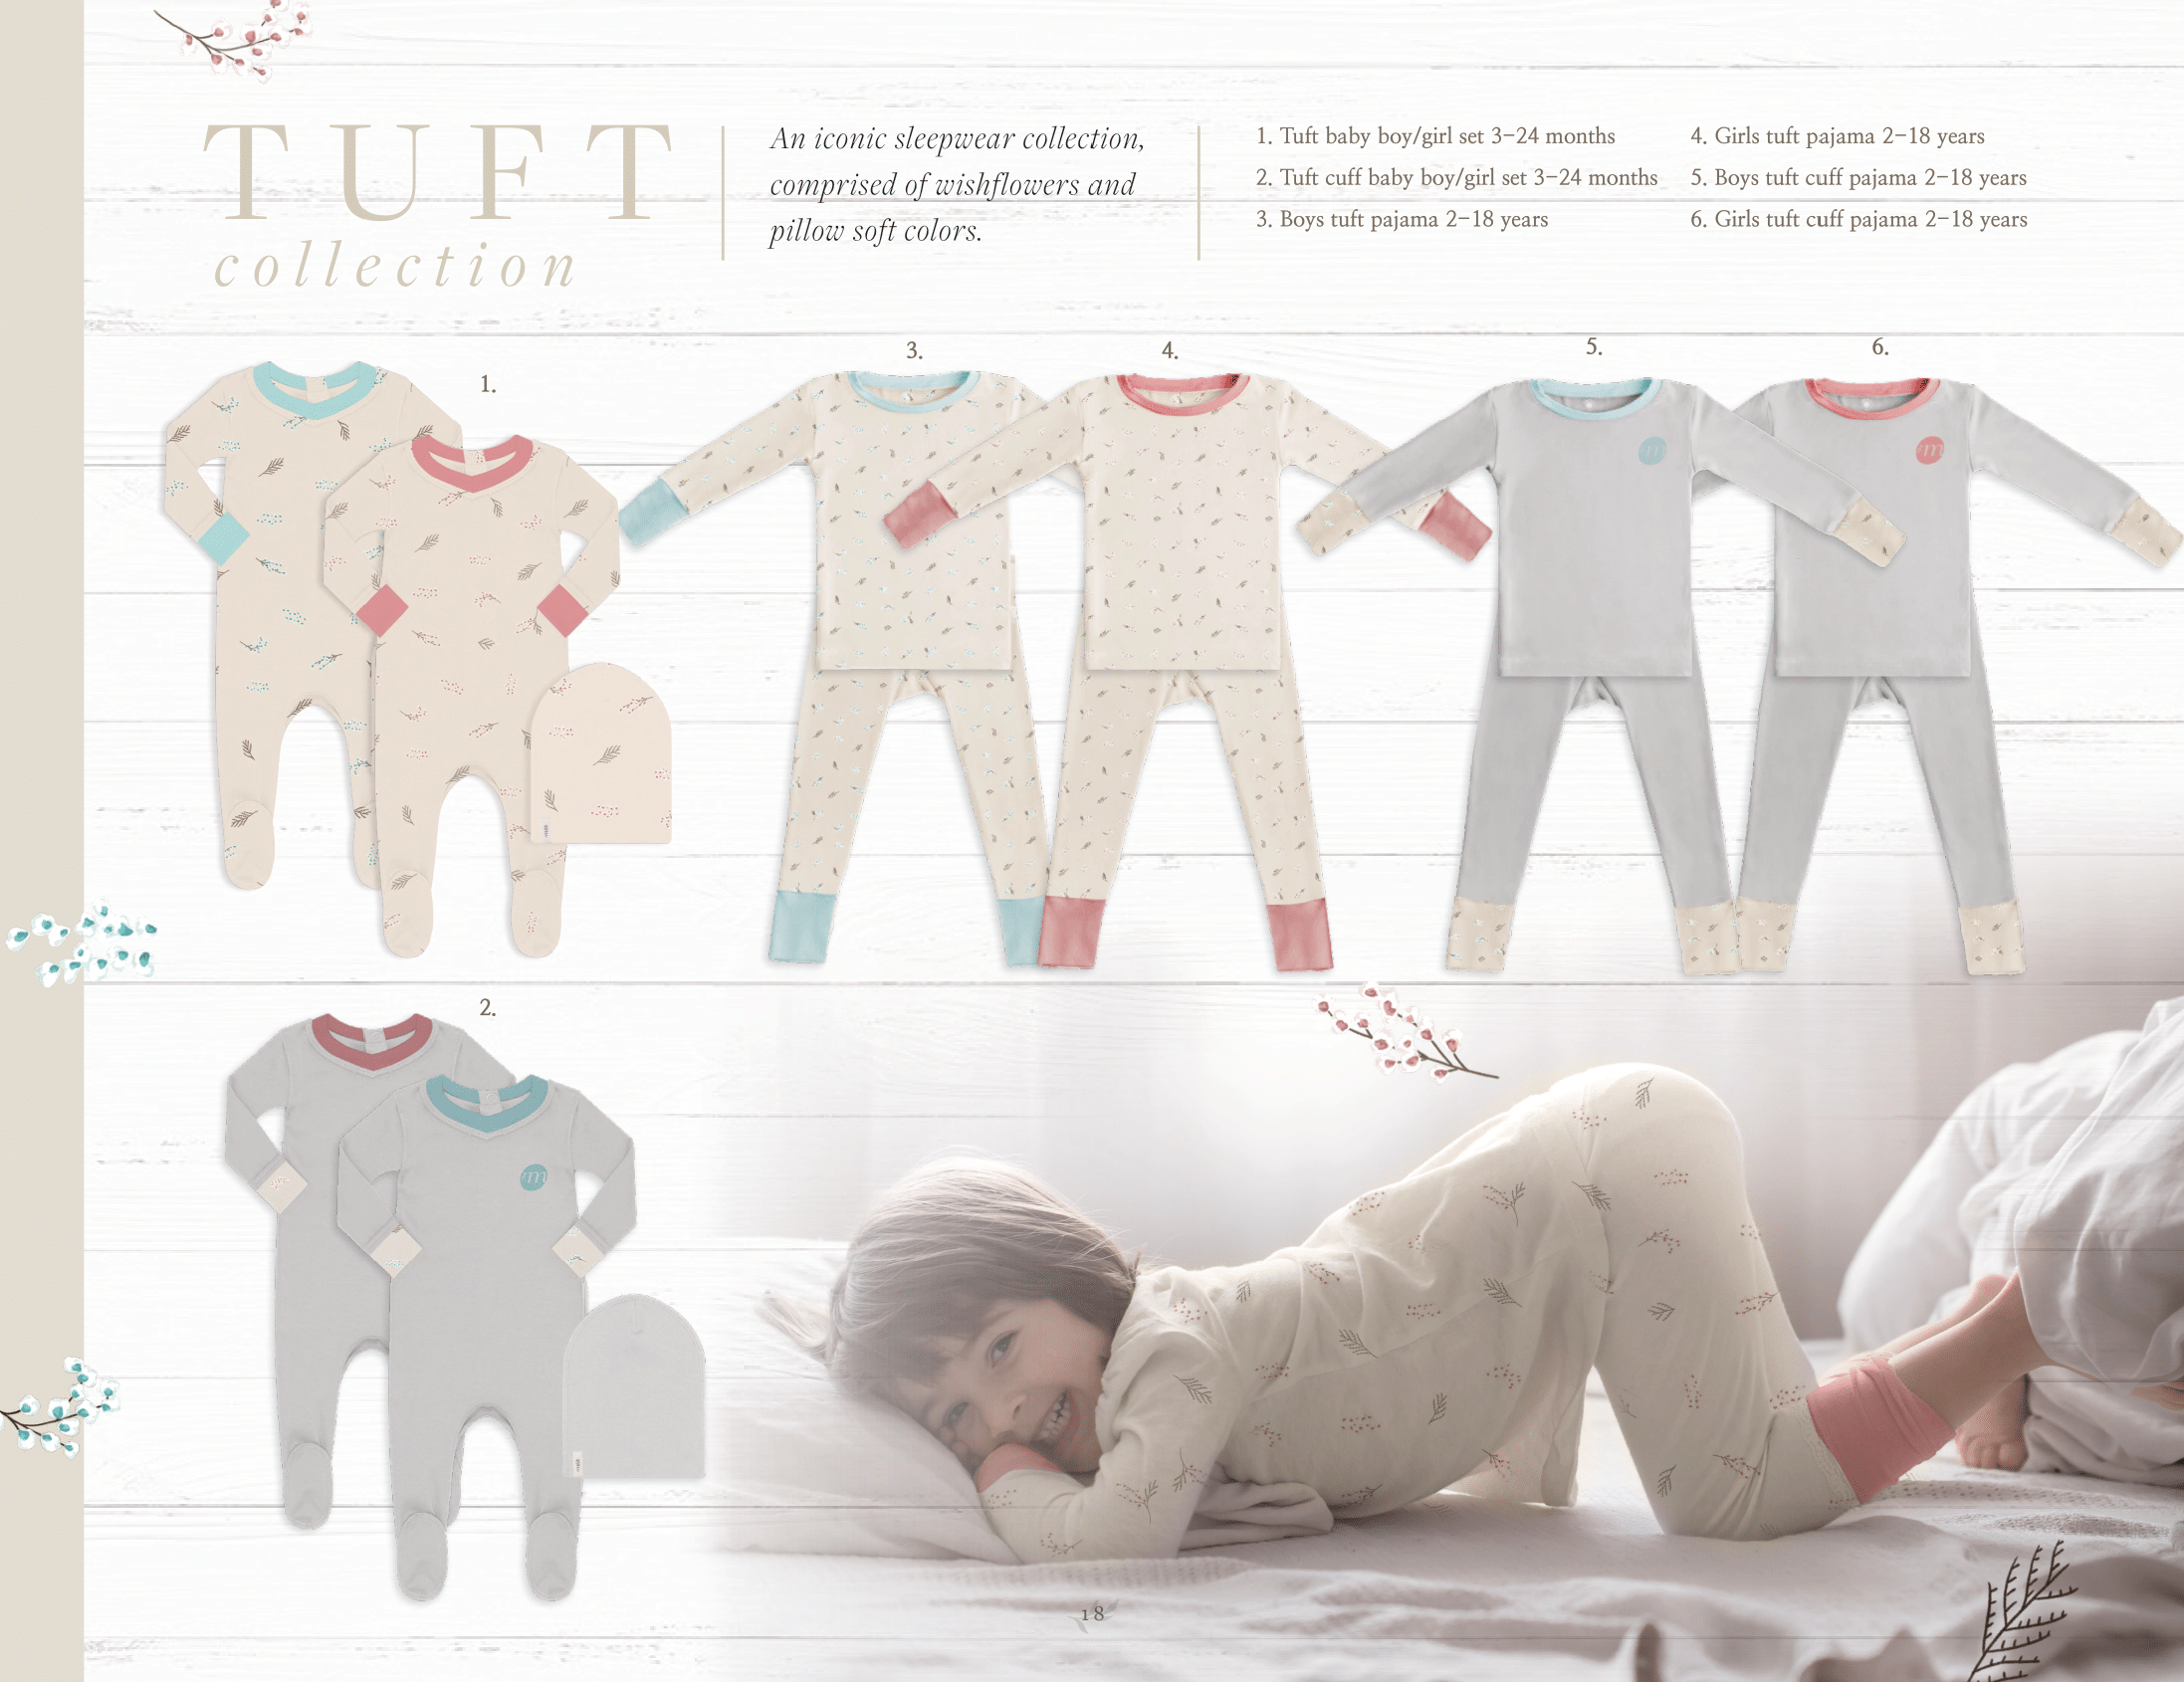 TUFT
collection
An iconic sleepwear collection,
comprised of wishflowers and
pillow soft colors.
1. Tuft baby boy/girl set 3–24 months
2. Tuft cuff baby boy/girl set 3–24 months
3. Boys tuft pajama 2–18 years
4. Girls tuft pajama 2–18 years
5. Boys tuft cuff pajama 2–18 years
6. Girls tuft cuff pajama 2–18 years
1.
3.
4.
5.
6.
m
m
2.
m
18